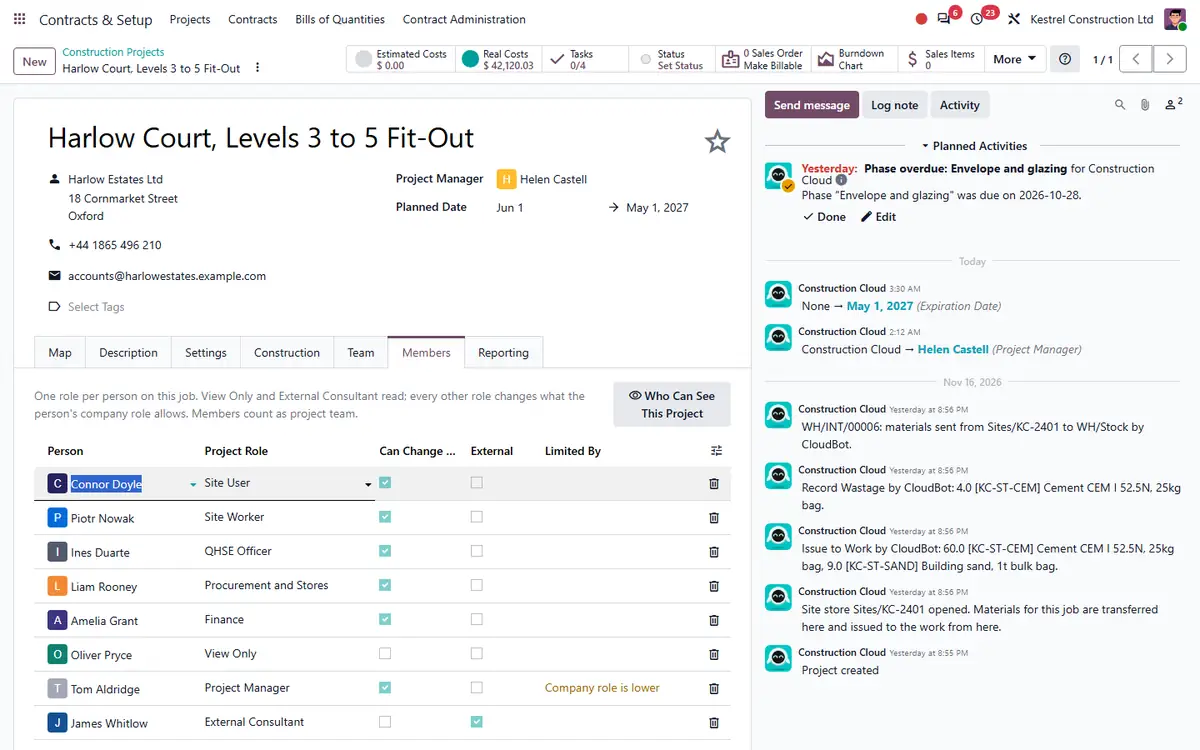 Contracts & Setup Projects Contracts Bills of Quantities Contract Administration 6 23 Kestrel Construction Ltd
New
Construction Projects
Harlow Court, Levels 3 to 5 Fit-Out
Estimated Costs
$ 0.00
Real Costs
$ 42,120.03
Tasks
0/4
Status
Set Status
0 Sales Order
Make Billable
Burndown
Chart
Sales Items
0
More
1 / 1
Harlow Court, Levels 3 to 5 Fit-Out
Harlow Estates Ltd
18 Cornmarket Street
Oxford
+44 1865 496 210
accounts@harlowestates.example.com
Select Tags
Project Manager H Helen Castell
Planned Date Jun 1 → May 1, 2027
Map Description Settings Construction Team Members Reporting
One role per person on this job. View Only and External Consultant read; every other role changes what the
person's company role allows. Members count as project team.
Who Can See
This Project
Person Project Role Can Change ... External Limited By
C Connor Doyle Site User
P Piotr Nowak Site Worker
I Ines Duarte QHSE Officer
L Liam Rooney Procurement and Stores
A Amelia Grant Finance
O Oliver Pryce View Only
T Tom Aldridge Project Manager Company role is lower
J James Whitlow External Consultant
Send message Log note Activity 2
Planned Activities
Yesterday: Phase overdue: Envelope and glazing for Construction
Cloud
Phase "Envelope and glazing" was due on 2026-10-28.
Done Edit
Today
Construction Cloud 3:30 AM
None → May 1, 2027 (Expiration Date)
Construction Cloud 2:12 AM
Construction Cloud → Helen Castell (Project Manager)
Nov 16, 2026
Construction Cloud Yesterday at 8:56 PM
WH/INT/00006: materials sent from Sites/KC-2401 to WH/Stock by
CloudBot.
Construction Cloud Yesterday at 8:56 PM
Record Wastage by CloudBot: 4.0 [KC-ST-CEM] Cement CEM I 52.5N, 25kg
bag.
Construction Cloud Yesterday at 8:56 PM
Issue to Work by CloudBot: 60.0 [KC-ST-CEM] Cement CEM I 52.5N, 25kg
bag, 9.0 [KC-ST-SAND] Building sand, 1t bulk bag.
Construction Cloud Yesterday at 8:56 PM
Site store Sites/KC-2401 opened. Materials for this job are transferred
here and issued to the work from here.
Construction Cloud Yesterday at 8:55 PM
Project created